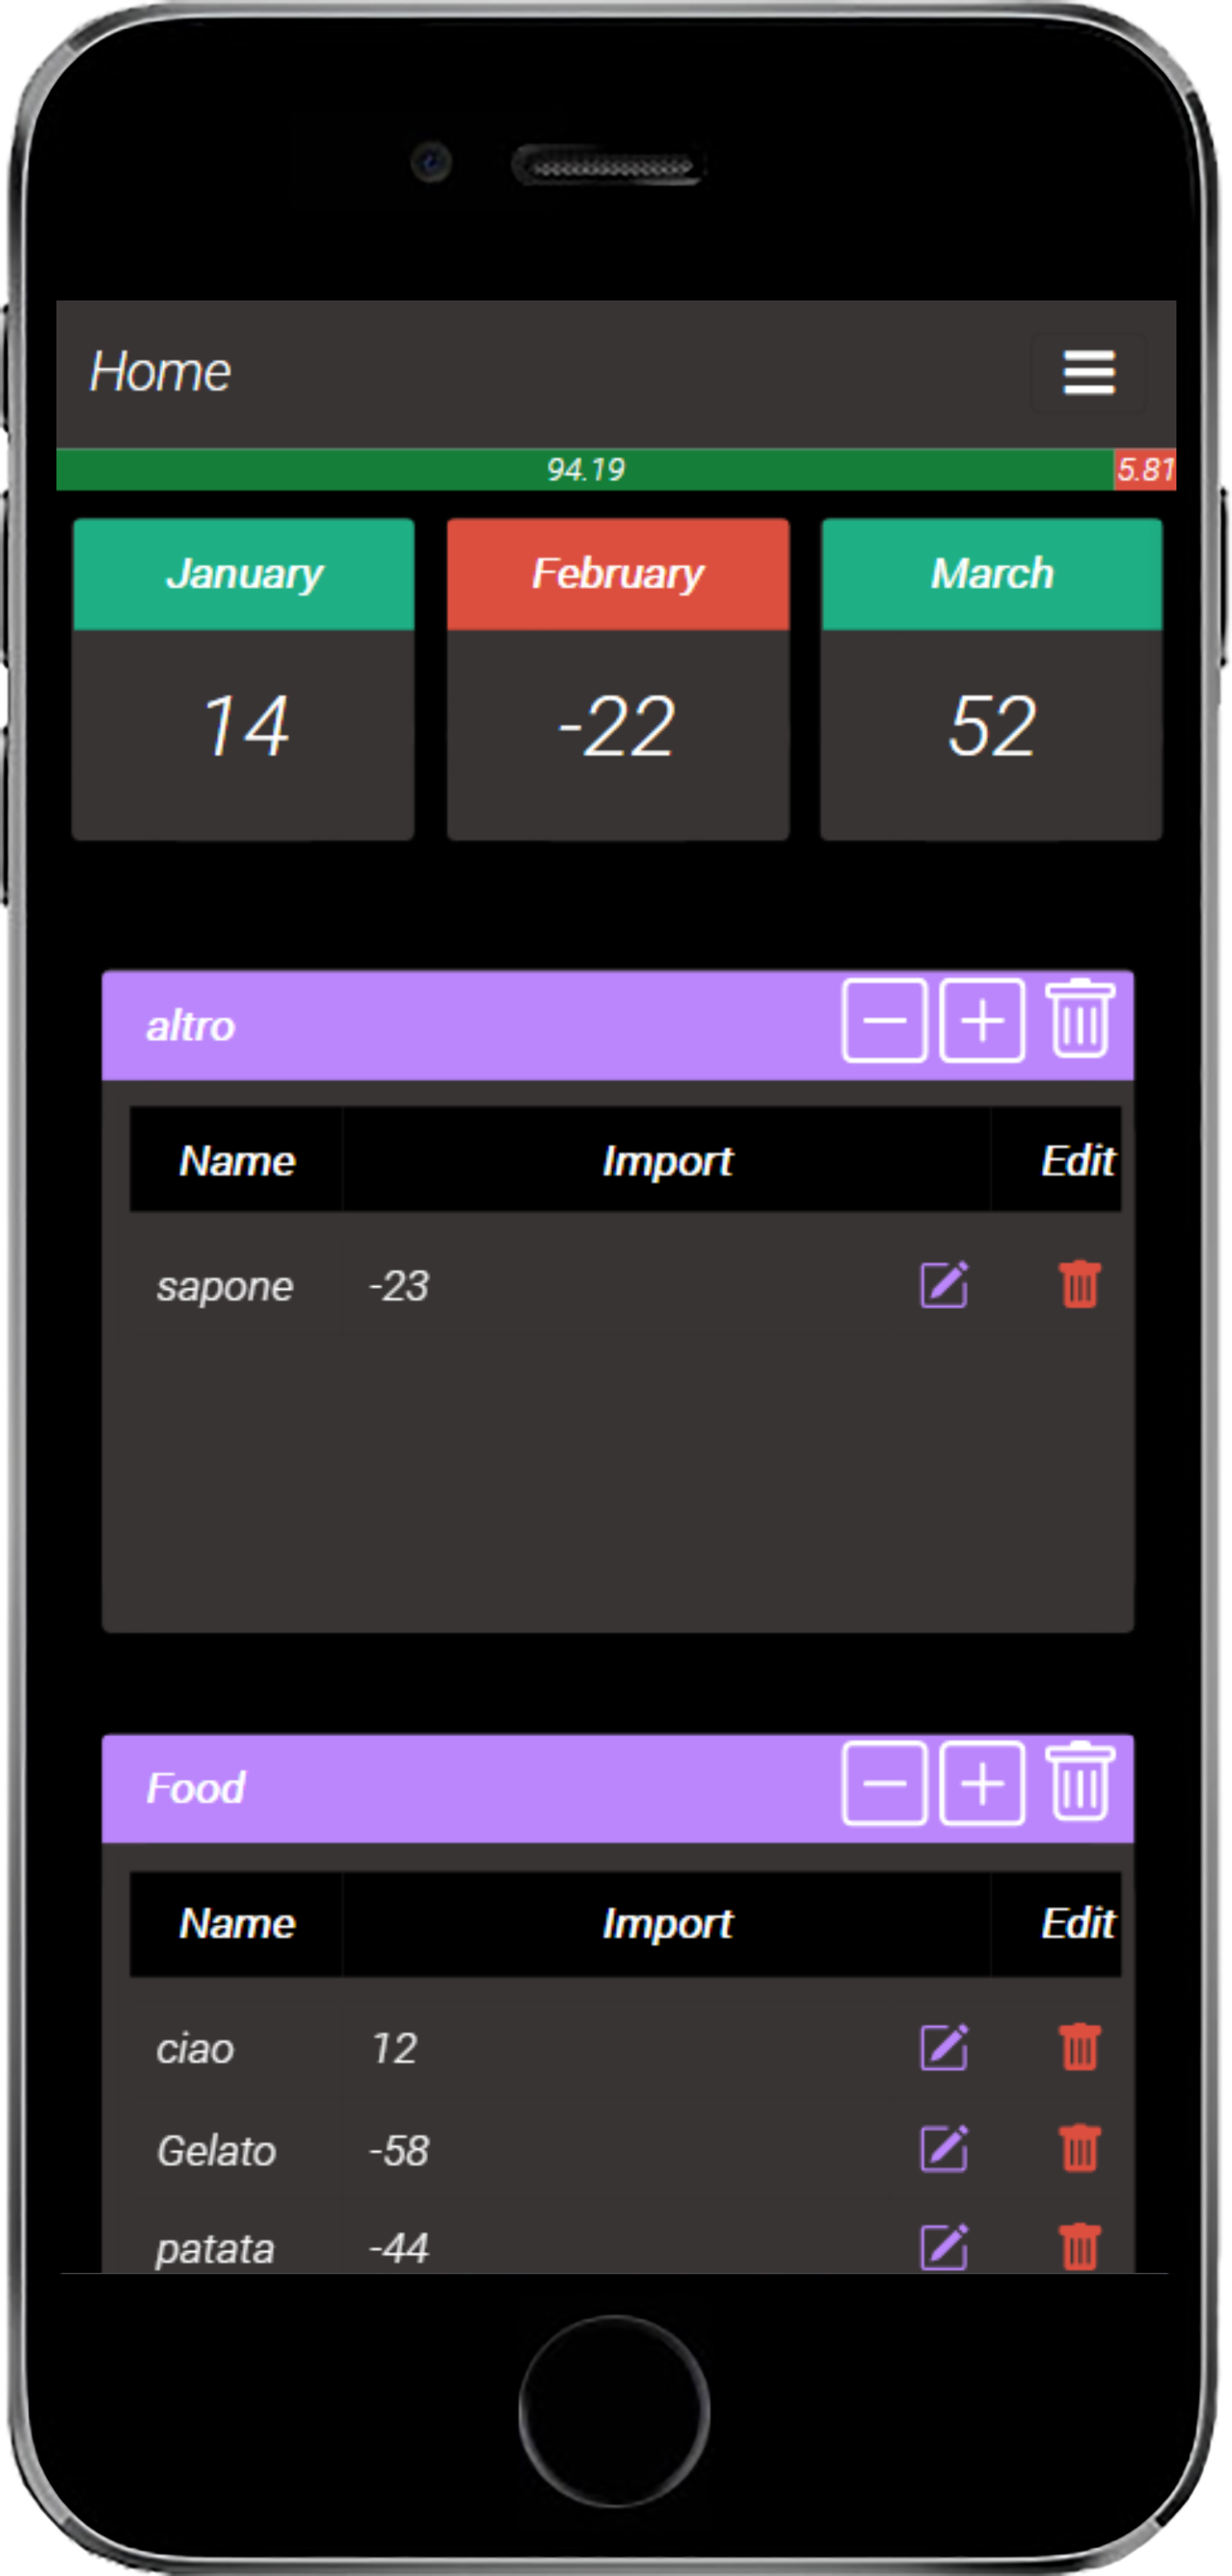 Home
94.19 5.81
January February March
14 -22 52
altro
Name Import Edit
sapone -23
Food
Name Import Edit
ciao 12
Gelato -58
patata -44